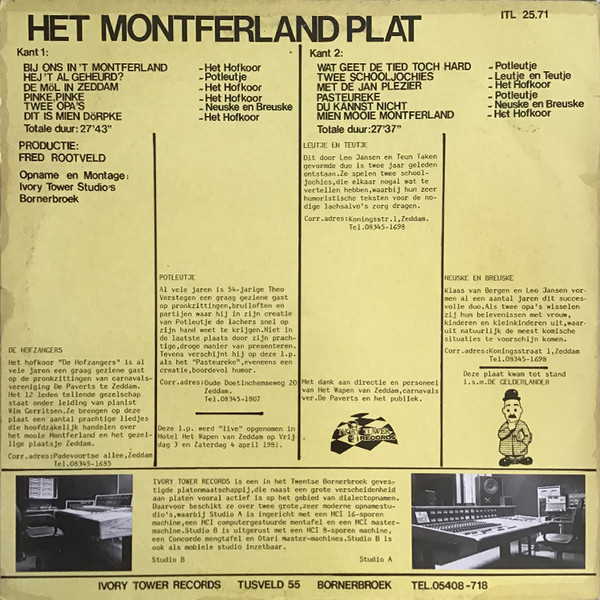 HET MONTFERLAND PLAT
ITL 25.71
Kant 1:
BIJ ONS IN 'T MONTFERLAND - Het Hofkoor
HEJ'T AL GEHEURD? - Potleutje
DE MöL IN ZEDDAM - Het Hofkoor
PINKE,PINKE - Het Hofkoor
TWEE OPA'S - Neuske en Breuske
DIT IS MIEN DöRPKE - Het Hofkoor
Totale duur:27'43"
Kant 2:
WAT GEET DE TIED TOCH HARD - Potleutje
TWEE SCHOOLJOCHIES - Leutje en Teutje
MET DE JAN PLEZIER - Het Hofkoor
PASTEUREKE - Potleutje
DU KANNST NICHT - Neuske en Breuske
MIEN MOOIE MONTFERLAND - Het Hofkoor
Totale duur:27'37"
PRODUCTIE:
FRED ROOTVELD
Opname en Montage:
Ivory Tower Studio's
Bornerbroek
DE HOFZANGERS
Het hofkoor "De Hofzangers" is al
vele jaren een graag geziene gast
op de pronkzittingen van carnavals-
vereniging De Paverts te Zeddam.
Het 12 leden tellende gezelschap
staat onder leiding van pianist
Wim Gerritsen.Ze brengen op deze
plaat een aantal prachtige liedjes
die hoofdzakelijk handelen over
het mooie Montferland en het gezel-
lige plaatsje Zeddam.
Corr.adres:Padevoortse allee,Zeddam
Tel.08345-1685
POTLEUTJE
Al vele jaren is 54-jarige Theo
Verstegen een graag geziene gast
op pronkzittingen,bruiloften en
partijen waar hij in zijn creatie
van Potleutje de lachers snel op
zijn hand weet te krijgen.Niet in
de laatste plaats door zijn prach-
tige,droge manier van presenteren.
Tevens verschijnt hij op deze l.p.
als het "Pasteureke",eveneens een
creatie,boordevol humor.
Corr.adres:Oude Doetinchemseweg 20
Zeddam.
Tel.08345-1807
Deze l.p. werd "live" opgenomen in
Hotel Het Wapen van Zeddam op Vrij-
dag 3 en Zaterdag 4 april 1981.
LEUTJE EN TEUTJE
Dit door Leo Jansen en Teun Taken
gevormde duo is twee jaar geleden
ontstaan.Ze spelen twee school-
jochies,die elkaar nogal wat te
vertellen hebben,waarbij hun zeer
humoristische teksten voor de no-
dige lachsalvo's zorg dragen.
Corr.adres:Koningsstr.1,Zeddam.
Tel.08345-1698
Met dank aan directie en personeel
van Het Wapen van Zeddam,carnavals
ver.De Paverts en het publiek.
IVORY TOWER
RECORDS
NEUSKE EN BREUSKE
Klaas van Bergen en Leo Jansen vor-
men al een aantal jaren dit succes-
volle duo.Als twee opa's wisselen
zij hun belevenissen met vrouw,
kinderen en kleinkinderen uit,waar-
uit natuurlijk de meest komische
situaties te voorschijn komen.
Corr.adres:Koningsstraat 1,Zeddam
Tel.08345-1698
Deze plaat kwam tot stand
i.s.m.DE GELDERLANDER
IVORY TOWER RECORDS is een in het Twentse Bornerbroek geves-
tigde platenmaatschappij,die naast een grote verscheidenheid
aan platen vooral actief is op het gebied van dialectopnamen.
Daarvoor beschikt ze over twee grote,zeer moderne opnamestu-
dio's,waarbij Studio A is ingericht met een MCI 16-sporen
machine,een MCI computergestuurde mentafel en een MCI master-
machine.Studio B is uitgerust met een MCI 8-sporen machine,
een Concorde mengtafel en Otari master-machines.Studio B is
ook als mobiele studio inzetbaar.
Studio B
Studio A
IVORY TOWER RECORDS TUSVELD 55 BORNERBROEK TEL.05408-718